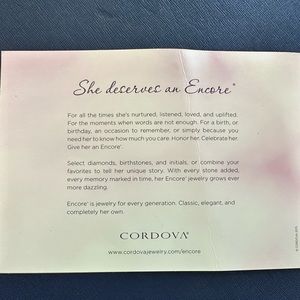 She deserves an Encore®
For all the times she's nurtured, listened, loved, and uplifted.
For the moments when words are not enough. For a birth, or
birthday, an occasion to remember, or simply because you
need her to know how much you care. Honor her. Celebrate her.
Give her an Encore®.
Select diamonds, birthstones, and initials, or combine your
favorites to tell her unique story. With every stone added,
every memory marked in time, her Encore® jewelry grows ever
more dazzling.
Encore® is jewelry for every generation. Classic, elegant, and
completely her own.
CORDOVA®
www.cordovajewelry.com/encore